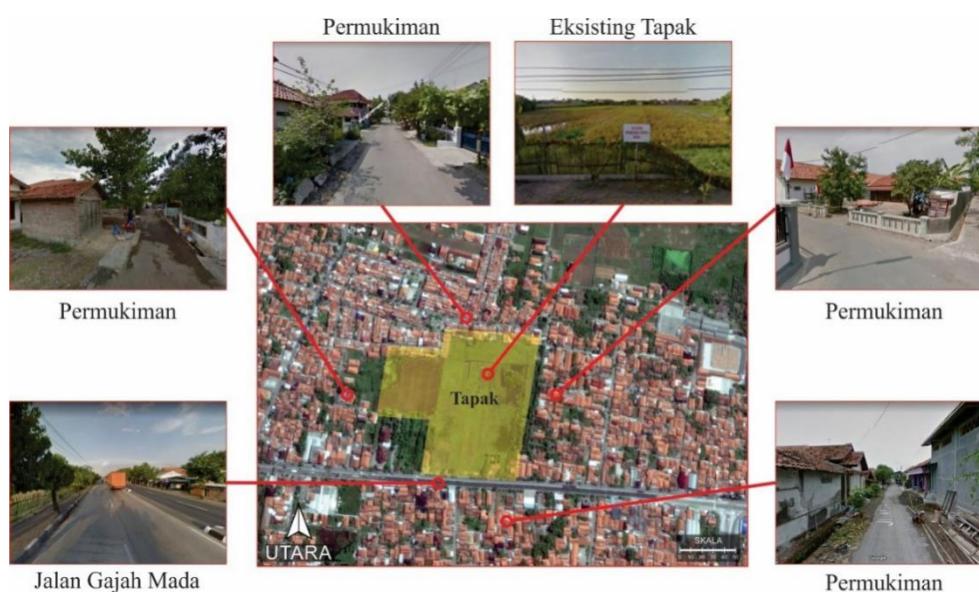 Permukiman
Eksisting Tapak
Permukiman
Permukiman
Tapak
UTARA
SKALA
Jalan Gajah Mada
Permukiman